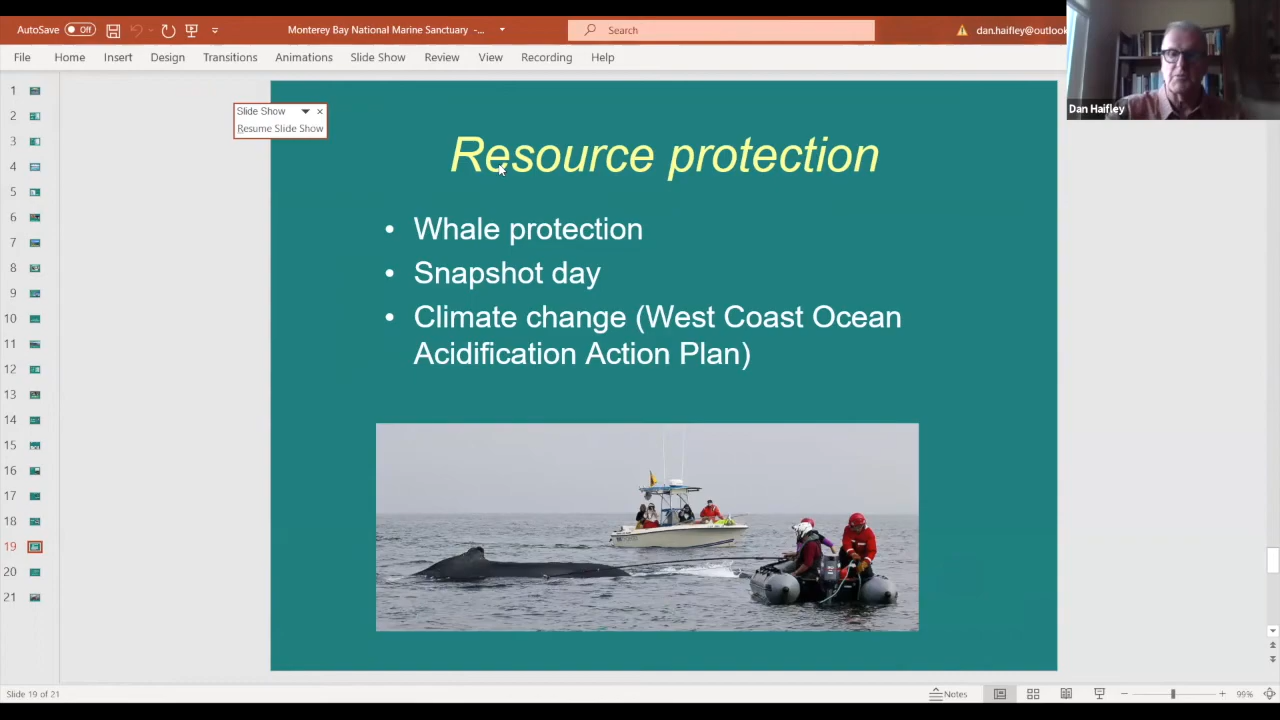 AutoSave Off
Monterey Bay National Marine Sanctuary -...
Search
dan.haifley@outlook
File Home Insert Design Transitions Animations Slide Show Review View Recording Help
Dan Haifley
Slide Show
Resume Slide Show
1
2
3
4
5
6
7
8
9
10
11
12
13
14
15
16
17
18
19
20
21
Resource protection
• Whale protection
• Snapshot day
• Climate change (West Coast Ocean
Acidification Action Plan)
Slide 19 of 21
Notes
99%